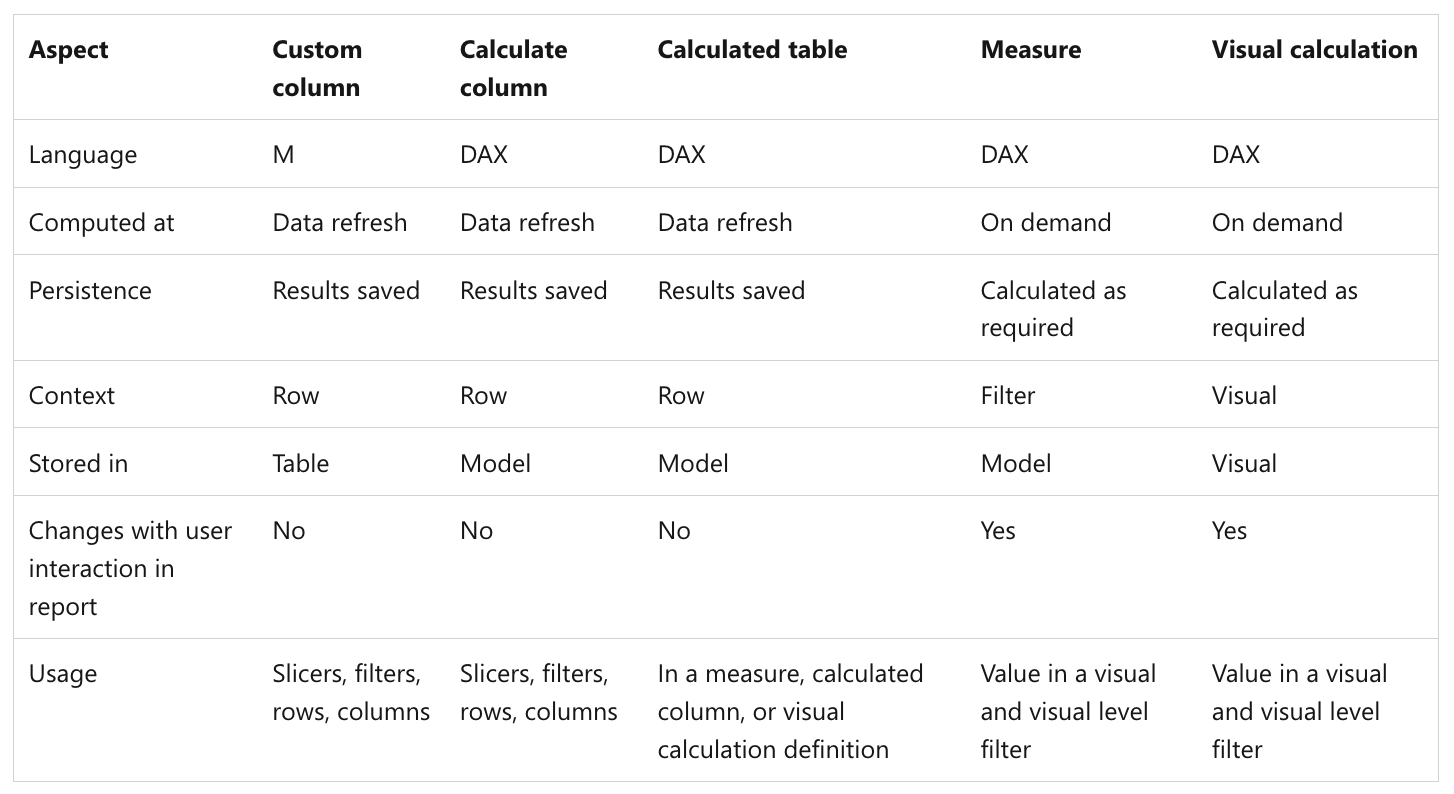 Aspect
Custom
column
Calculate
column
Calculated table
Measure
Visual calculation
Language
M
DAX
DAX
DAX
DAX
Computed at
Data refresh
Data refresh
Data refresh
On demand
On demand
Persistence
Results saved
Results saved
Results saved
Calculated as
required
Calculated as
required
Context
Row
Row
Row
Filter
Visual
Stored in
Table
Model
Model
Model
Visual
Changes with user
interaction in
report
No
No
No
Yes
Yes
Usage
Slicers, filters,
rows, columns
Slicers, filters,
rows, columns
In a measure, calculated
column, or visual
calculation definition
Value in a visual
and visual level
filter
Value in a visual
and visual level
filter